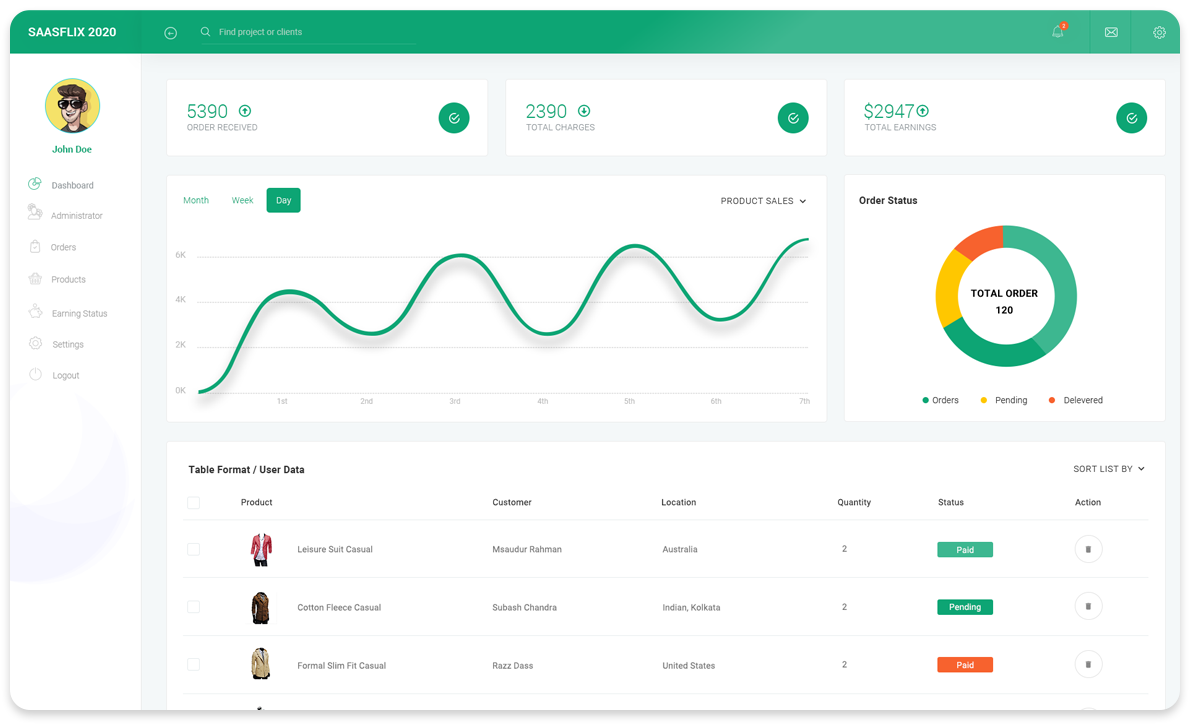 SAASFLIX 2020
Find project or clients
2
John Doe
Dashboard
Administrator
Orders
Products
Earning Status
Settings
Logout
5390
ORDER RECEIVED
2390
TOTAL CHARGES
$2947
TOTAL EARNINGS
Month Week Day PRODUCT SALES
6K
4K
2K
0K
1st 2nd 3rd 4th 5th 6th 7th
Order Status
TOTAL ORDER
120
Orders Pending Delevered
Table Format / User Data SORT LIST BY
Product Customer Location Quantity Status Action
Leisure Suit Casual Msaudur Rahman Australia 2 Paid
Cotton Fleece Casual Subash Chandra Indian, Kolkata 2 Pending
Formal Slim Fit Casual Razz Dass United States 2 Paid